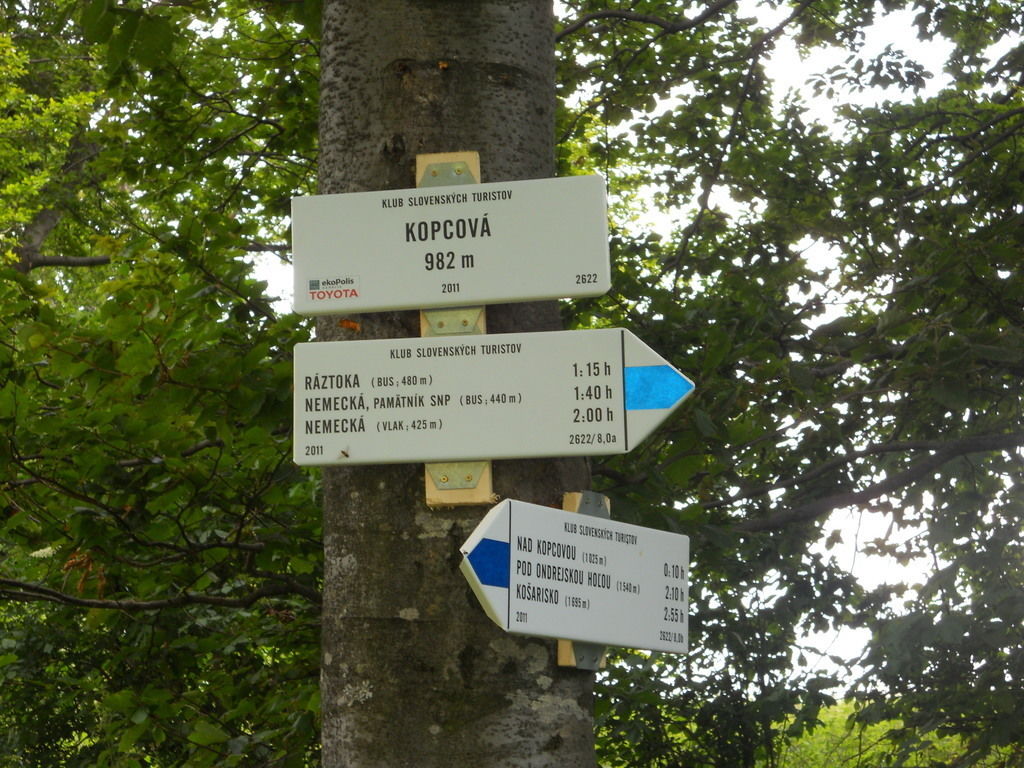 KLUB SLOVENSKÝCH TURISTOV
KOPCOVÁ
982 m
ekoPolis
TOYOTA
2011
2622
KLUB SLOVENSKÝCH TURISTOV
RÁZTOKA (BUS; 480 m) 1:15 h
NEMECKÁ, PAMÄTNÍK SNP (BUS; 440 m) 1:40 h
NEMECKÁ (VLAK; 425 m) 2:00 h
2011 2622/8,0a
KLUB SLOVENSKÝCH TURISTOV
NAD KOPCOVOU (1025 m) 0:10 h
POD ONDREJSKOU HOĽOU (1540 m) 2:10 h
KOŠARISKO (1695 m) 2:55 h
2011 2622/8,0b